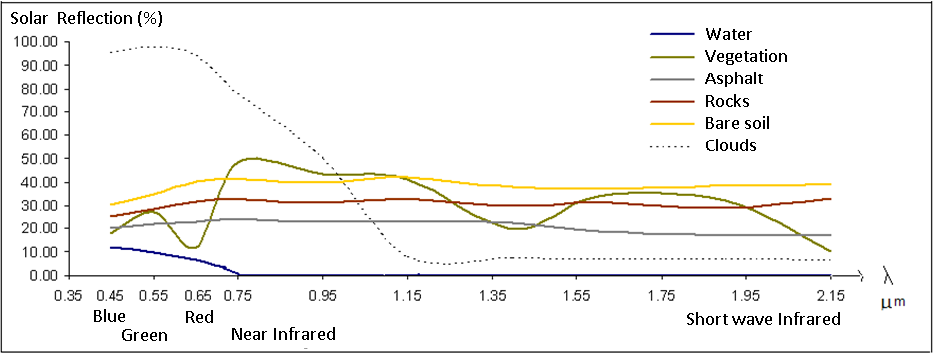 Solar Reflection (%)
100.00
90.00
80.00
70.00
60.00
50.00
40.00
30.00
20.00
10.00
0.00
Water
Vegetation
Asphalt
Rocks
Bare soil
Clouds
0.35 0.45 0.55 0.65 0.75 0.95 1.15 1.35 1.55 1.75 1.95 2.15
λ
μm
Blue Green Red Near Infrared Short wave Infrared